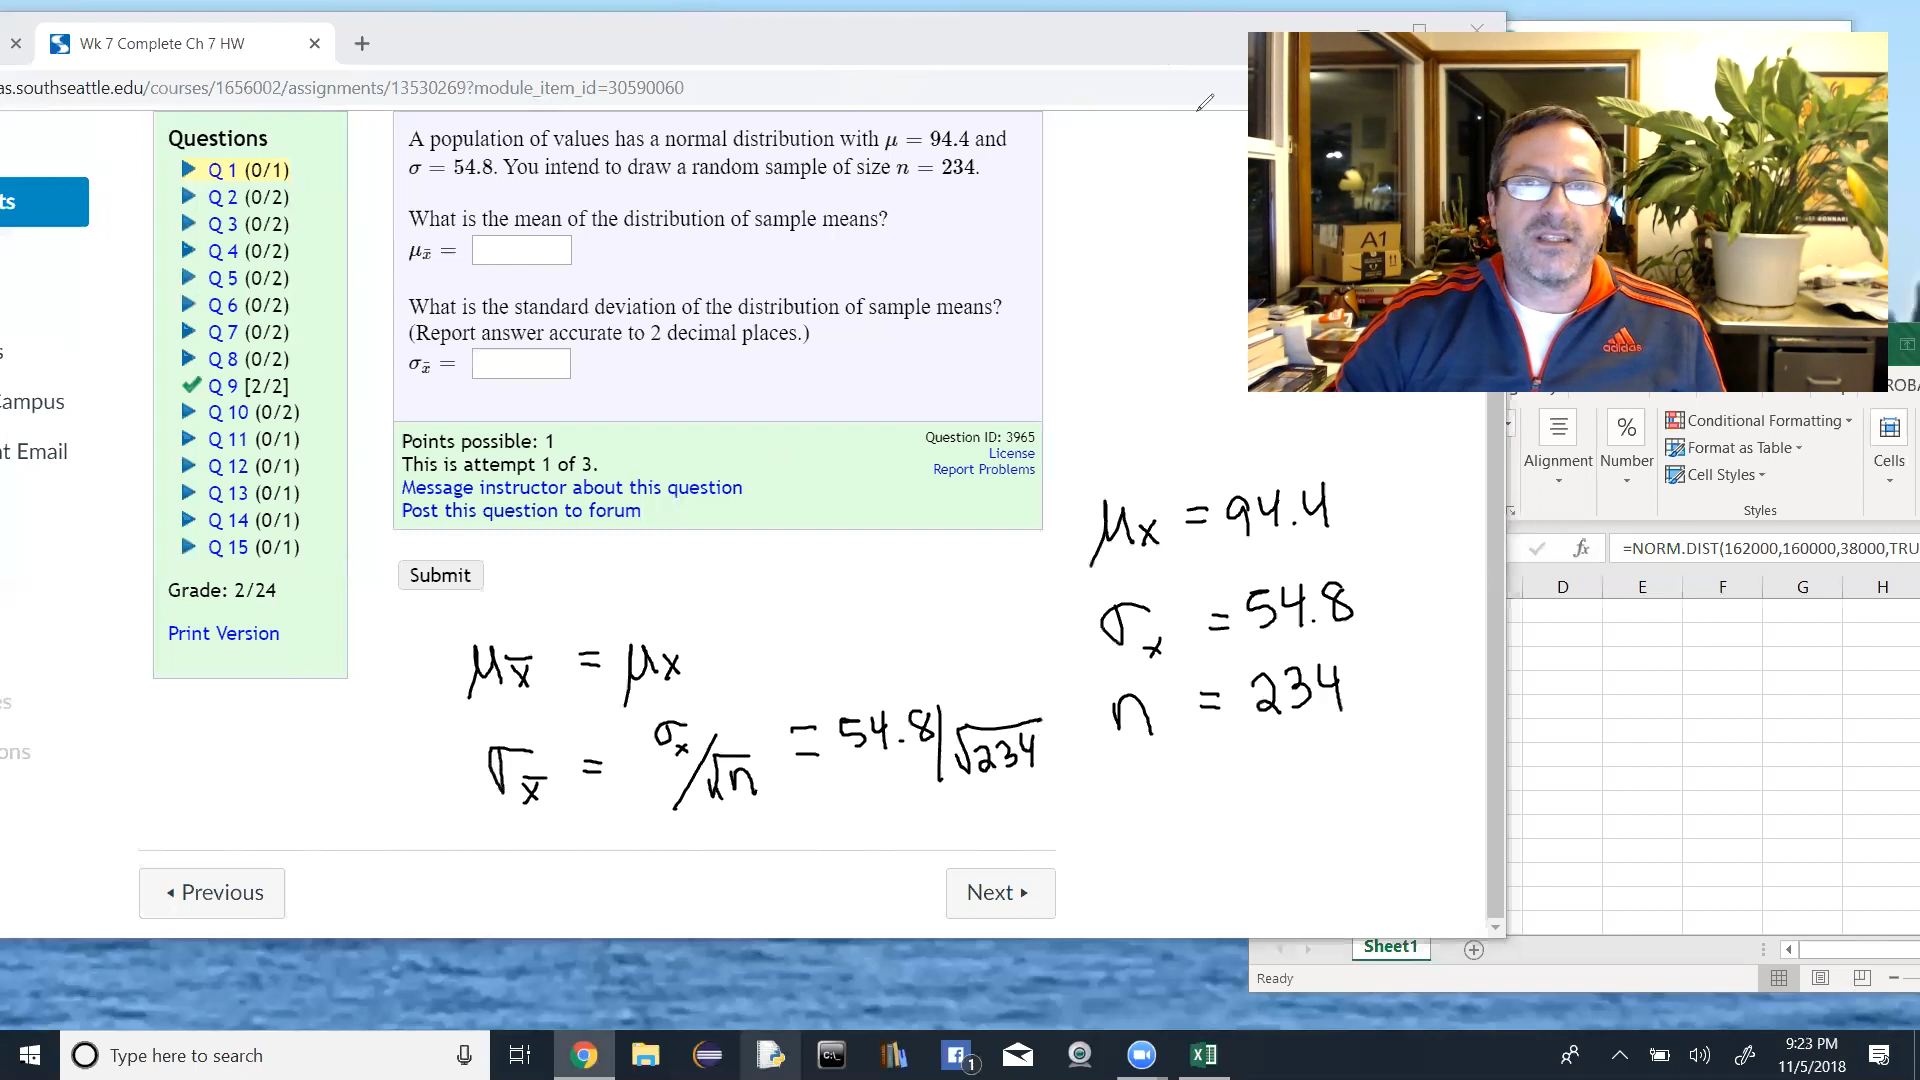 Wk 7 Complete Ch 7 HW
as.southseattle.edu/courses/1656002/assignments/13530269?module_item_id=30590060
ts
Campus
t Email
es
ons
Questions
Q 1 (0/1)
Q 2 (0/2)
Q 3 (0/2)
Q 4 (0/2)
Q 5 (0/2)
Q 6 (0/2)
Q 7 (0/2)
Q 8 (0/2)
Q 9 [2/2]
Q 10 (0/2)
Q 11 (0/1)
Q 12 (0/1)
Q 13 (0/1)
Q 14 (0/1)
Q 15 (0/1)
Grade: 2/24
Print Version
A population of values has a normal distribution with μ = 94.4 and
σ = 54.8. You intend to draw a random sample of size n = 234.
What is the mean of the distribution of sample means?
μx̄ =
What is the standard deviation of the distribution of sample means?
(Report answer accurate to 2 decimal places.)
σx̄ =
Points possible: 1
This is attempt 1 of 3.
Message instructor about this question
Post this question to forum
Question ID: 3965
License
Report Problems
Submit
μx̄ = μx
σx̄ = σx/√n = 54.8|√234
μx = 94.4
σx = 54.8
n = 234
Previous
Next
A1
adidas
Alignment
Number
Conditional Formatting
Format as Table
Cell Styles
Styles
Cells
fx =NORM.DIST(162000,160000,38000,TRU
D E F G H
Sheet1
Ready
Type here to search
1
9:23 PM
11/5/2018